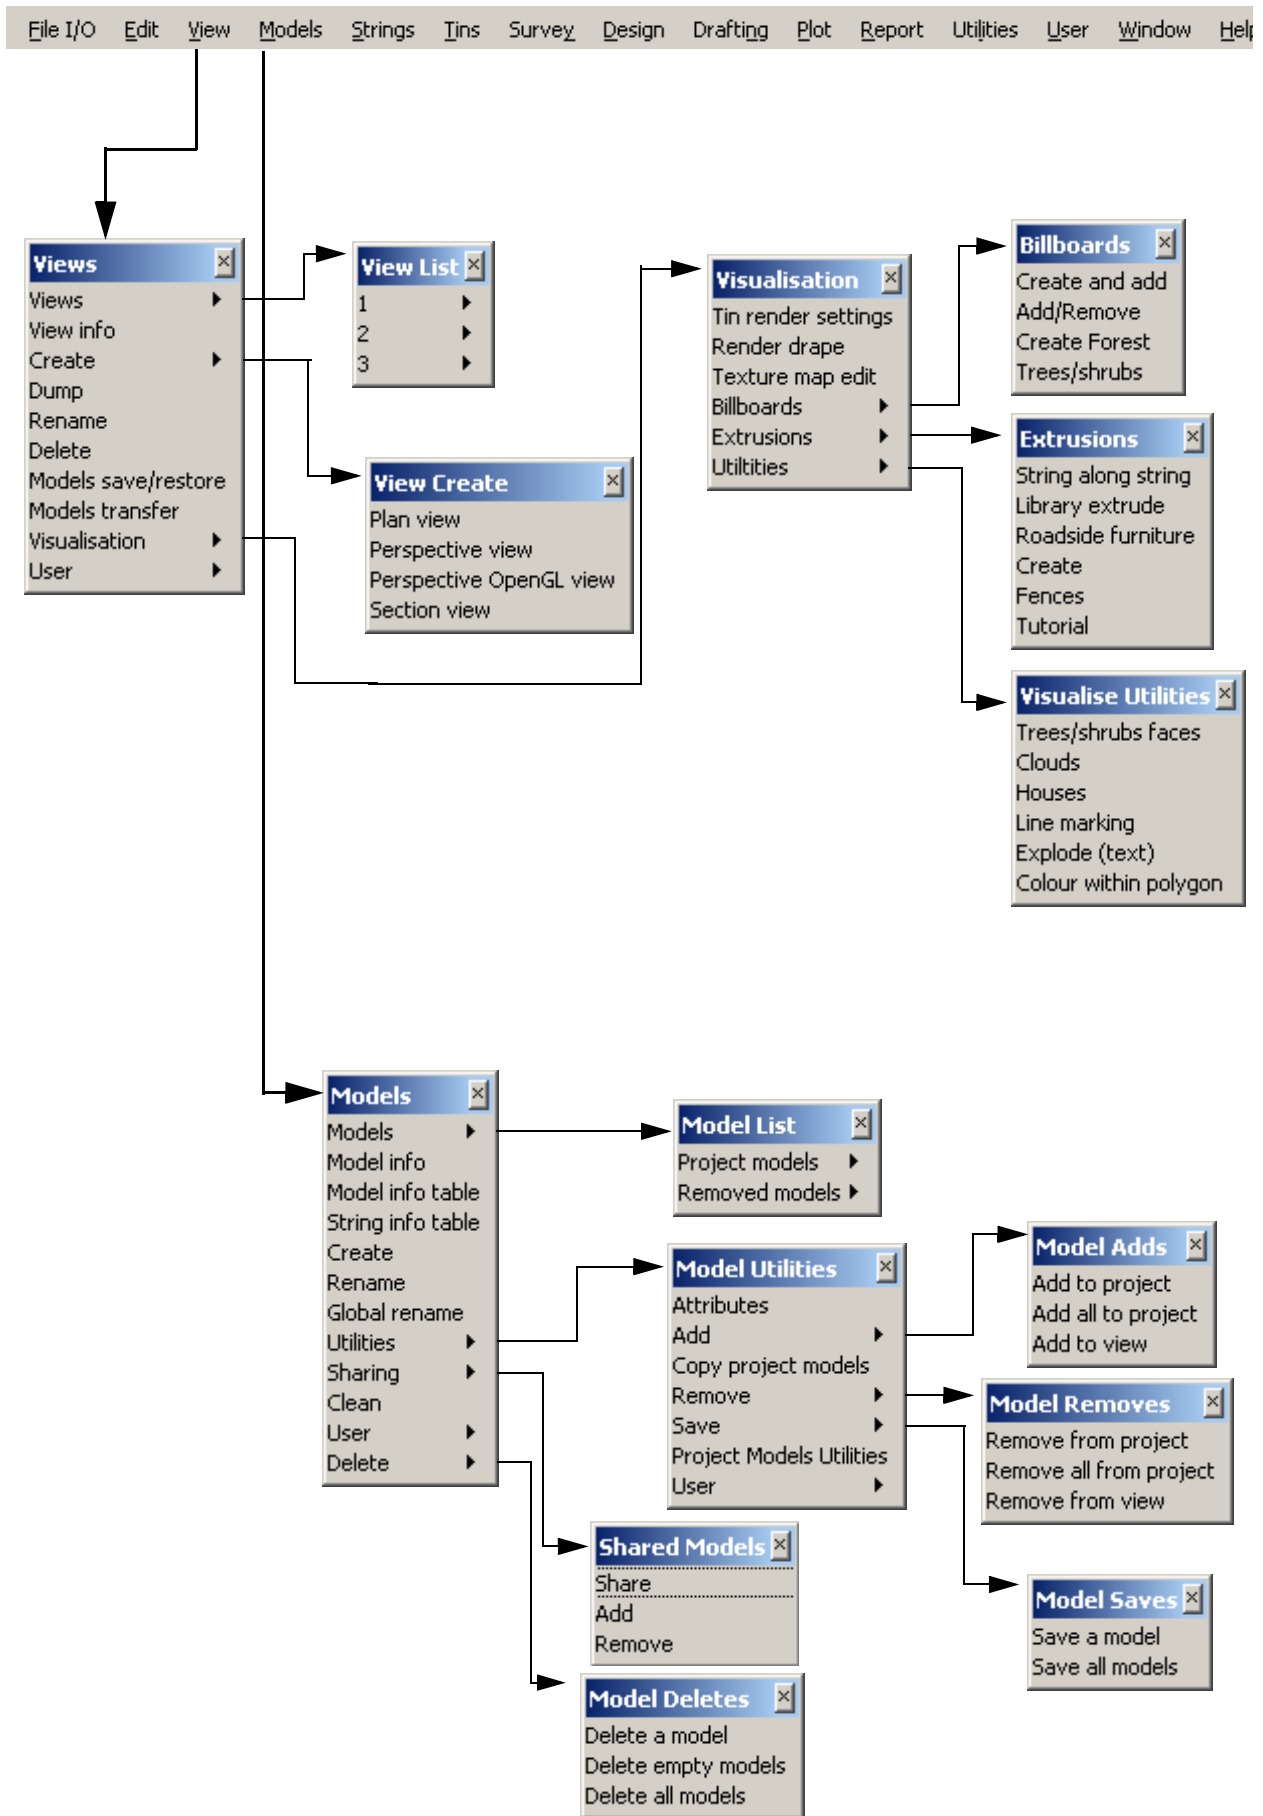 File I/O Edit View Models Strings Tins Survey Design Drafting Plot Report Utilities User Window Help
Views
Views
View info
Create
Dump
Rename
Delete
Models save/restore
Models transfer
Visualisation
User
View List
1
2
3
View Create
Plan view
Perspective view
Perspective OpenGL view
Section view
Visualisation
Tin render settings
Render drape
Texture map edit
Billboards
Extrusions
Utiltities
Billboards
Create and add
Add/Remove
Create Forest
Trees/shrubs
Extrusions
String along string
Library extrude
Roadside furniture
Create
Fences
Tutorial
Visualise Utilities
Trees/shrubs faces
Clouds
Houses
Line marking
Explode (text)
Colour within polygon
Models
Models
Model info
Model info table
String info table
Create
Rename
Global rename
Utilities
Sharing
Clean
User
Delete
Model List
Project models
Removed models
Model Utilities
Attributes
Add
Copy project models
Remove
Save
Project Models Utilities
User
Model Adds
Add to project
Add all to project
Add to view
Model Removes
Remove from project
Remove all from project
Remove from view
Model Saves
Save a model
Save all models
Shared Models
Share
Add
Remove
Model Deletes
Delete a model
Delete empty models
Delete all models